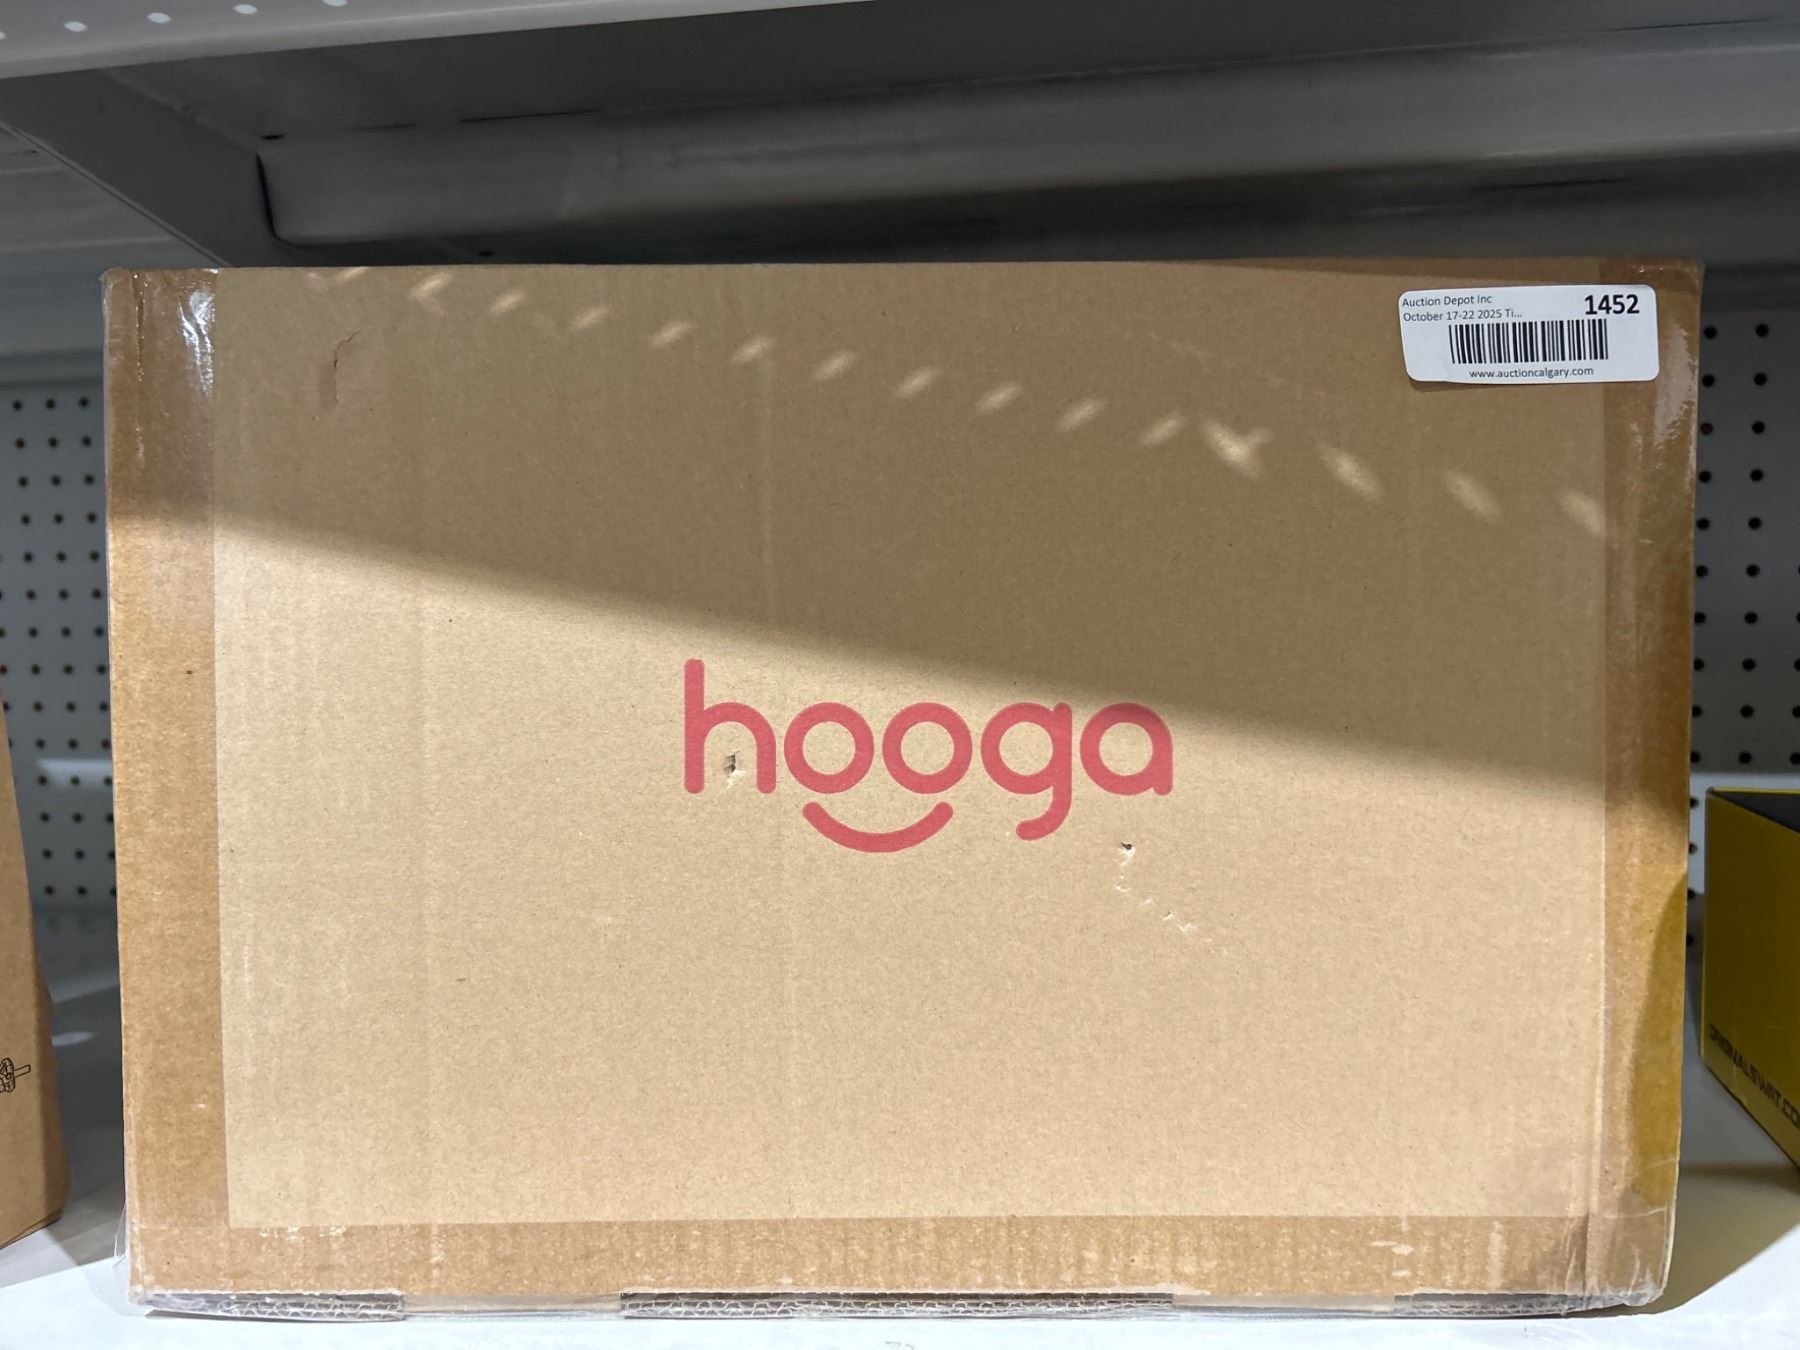 Auction Depot Inc
1452
October 17-22 2025 Ti...
www.auctioncalgary.com
hooga